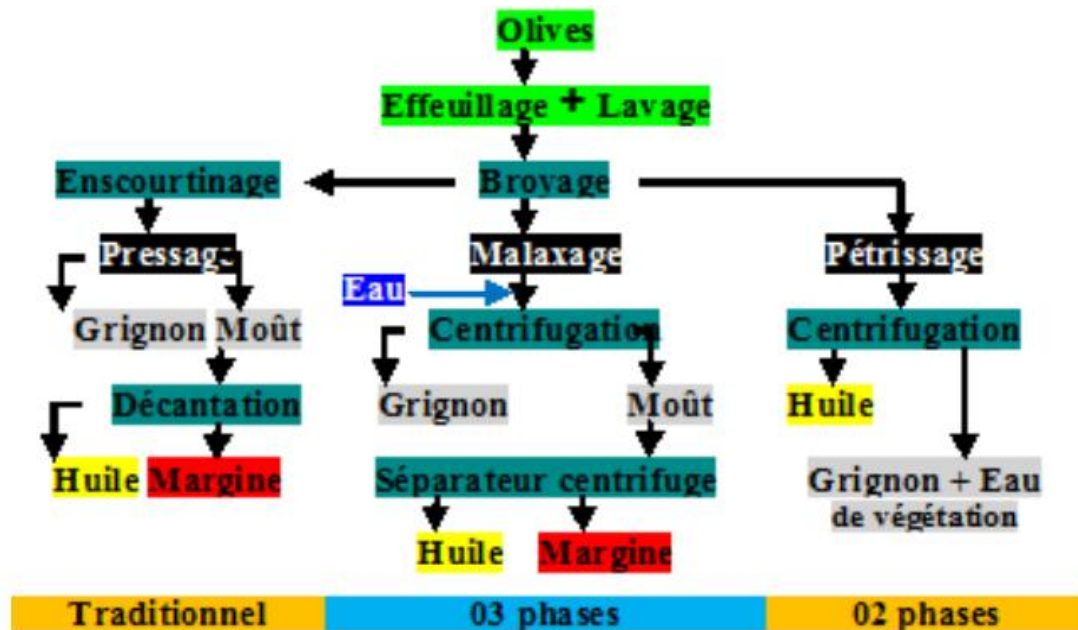 Olives
Effeuillage + Lavage
Enscourtinage Broyage
Pressage Malaxage Pétrissage
Eau
Grignon Moût Centrifugation Centrifugation
Décantation Grignon Moût Huile
Huile Margine Séparateur centrifuge Grignon + Eau
de végétation
Huile Margine
Traditionnel 03 phases 02 phases